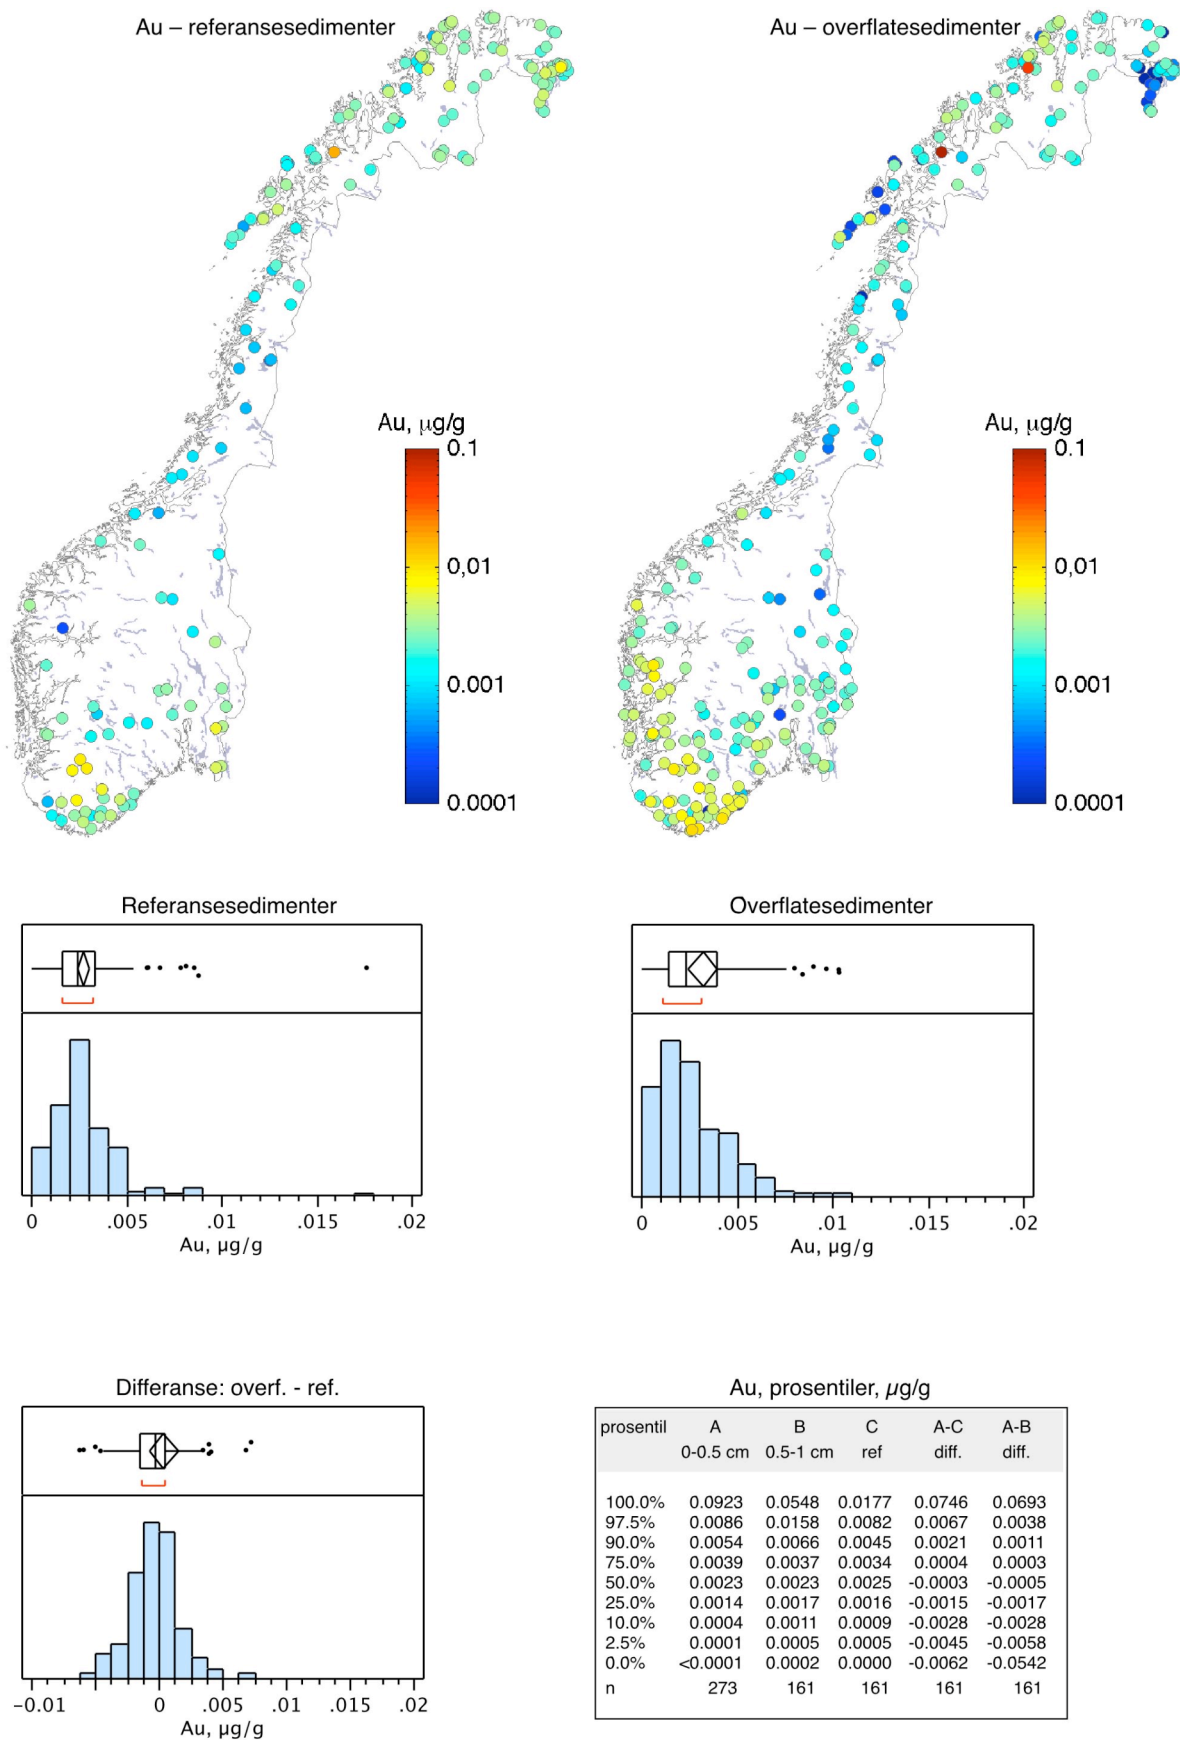 Au – referansesedimenter
Au – overflatesedimenter
Au, μg/g
0.1
0,01
0.001
0.0001
Au, μg/g
0.1
0,01
0.001
0.0001
Referansesedimenter
0 .005 .01 .015 .02
Au, µg/g
Overflatesedimenter
0 .005 .01 .015 .02
Au, µg/g
Differanse: overf. - ref.
-0.01 0 .005 .01 .02
Au, µg/g
Au, prosentiler, µg/g
prosentil A B C A-C A-B
0-0.5 cm 0.5-1 cm ref diff. diff.
100.0% 0.0923 0.0548 0.0177 0.0746 0.0693
97.5% 0.0086 0.0158 0.0082 0.0067 0.0038
90.0% 0.0054 0.0066 0.0045 0.0021 0.0011
75.0% 0.0039 0.0037 0.0034 0.0004 0.0003
50.0% 0.0023 0.0023 0.0025 -0.0003 -0.0005
25.0% 0.0014 0.0017 0.0016 -0.0015 -0.0017
10.0% 0.0004 0.0011 0.0009 -0.0028 -0.0028
2.5% 0.0001 0.0005 0.0005 -0.0045 -0.0058
0.0% <0.0001 0.0002 0.0000 -0.0062 -0.0542
n 273 161 161 161 161